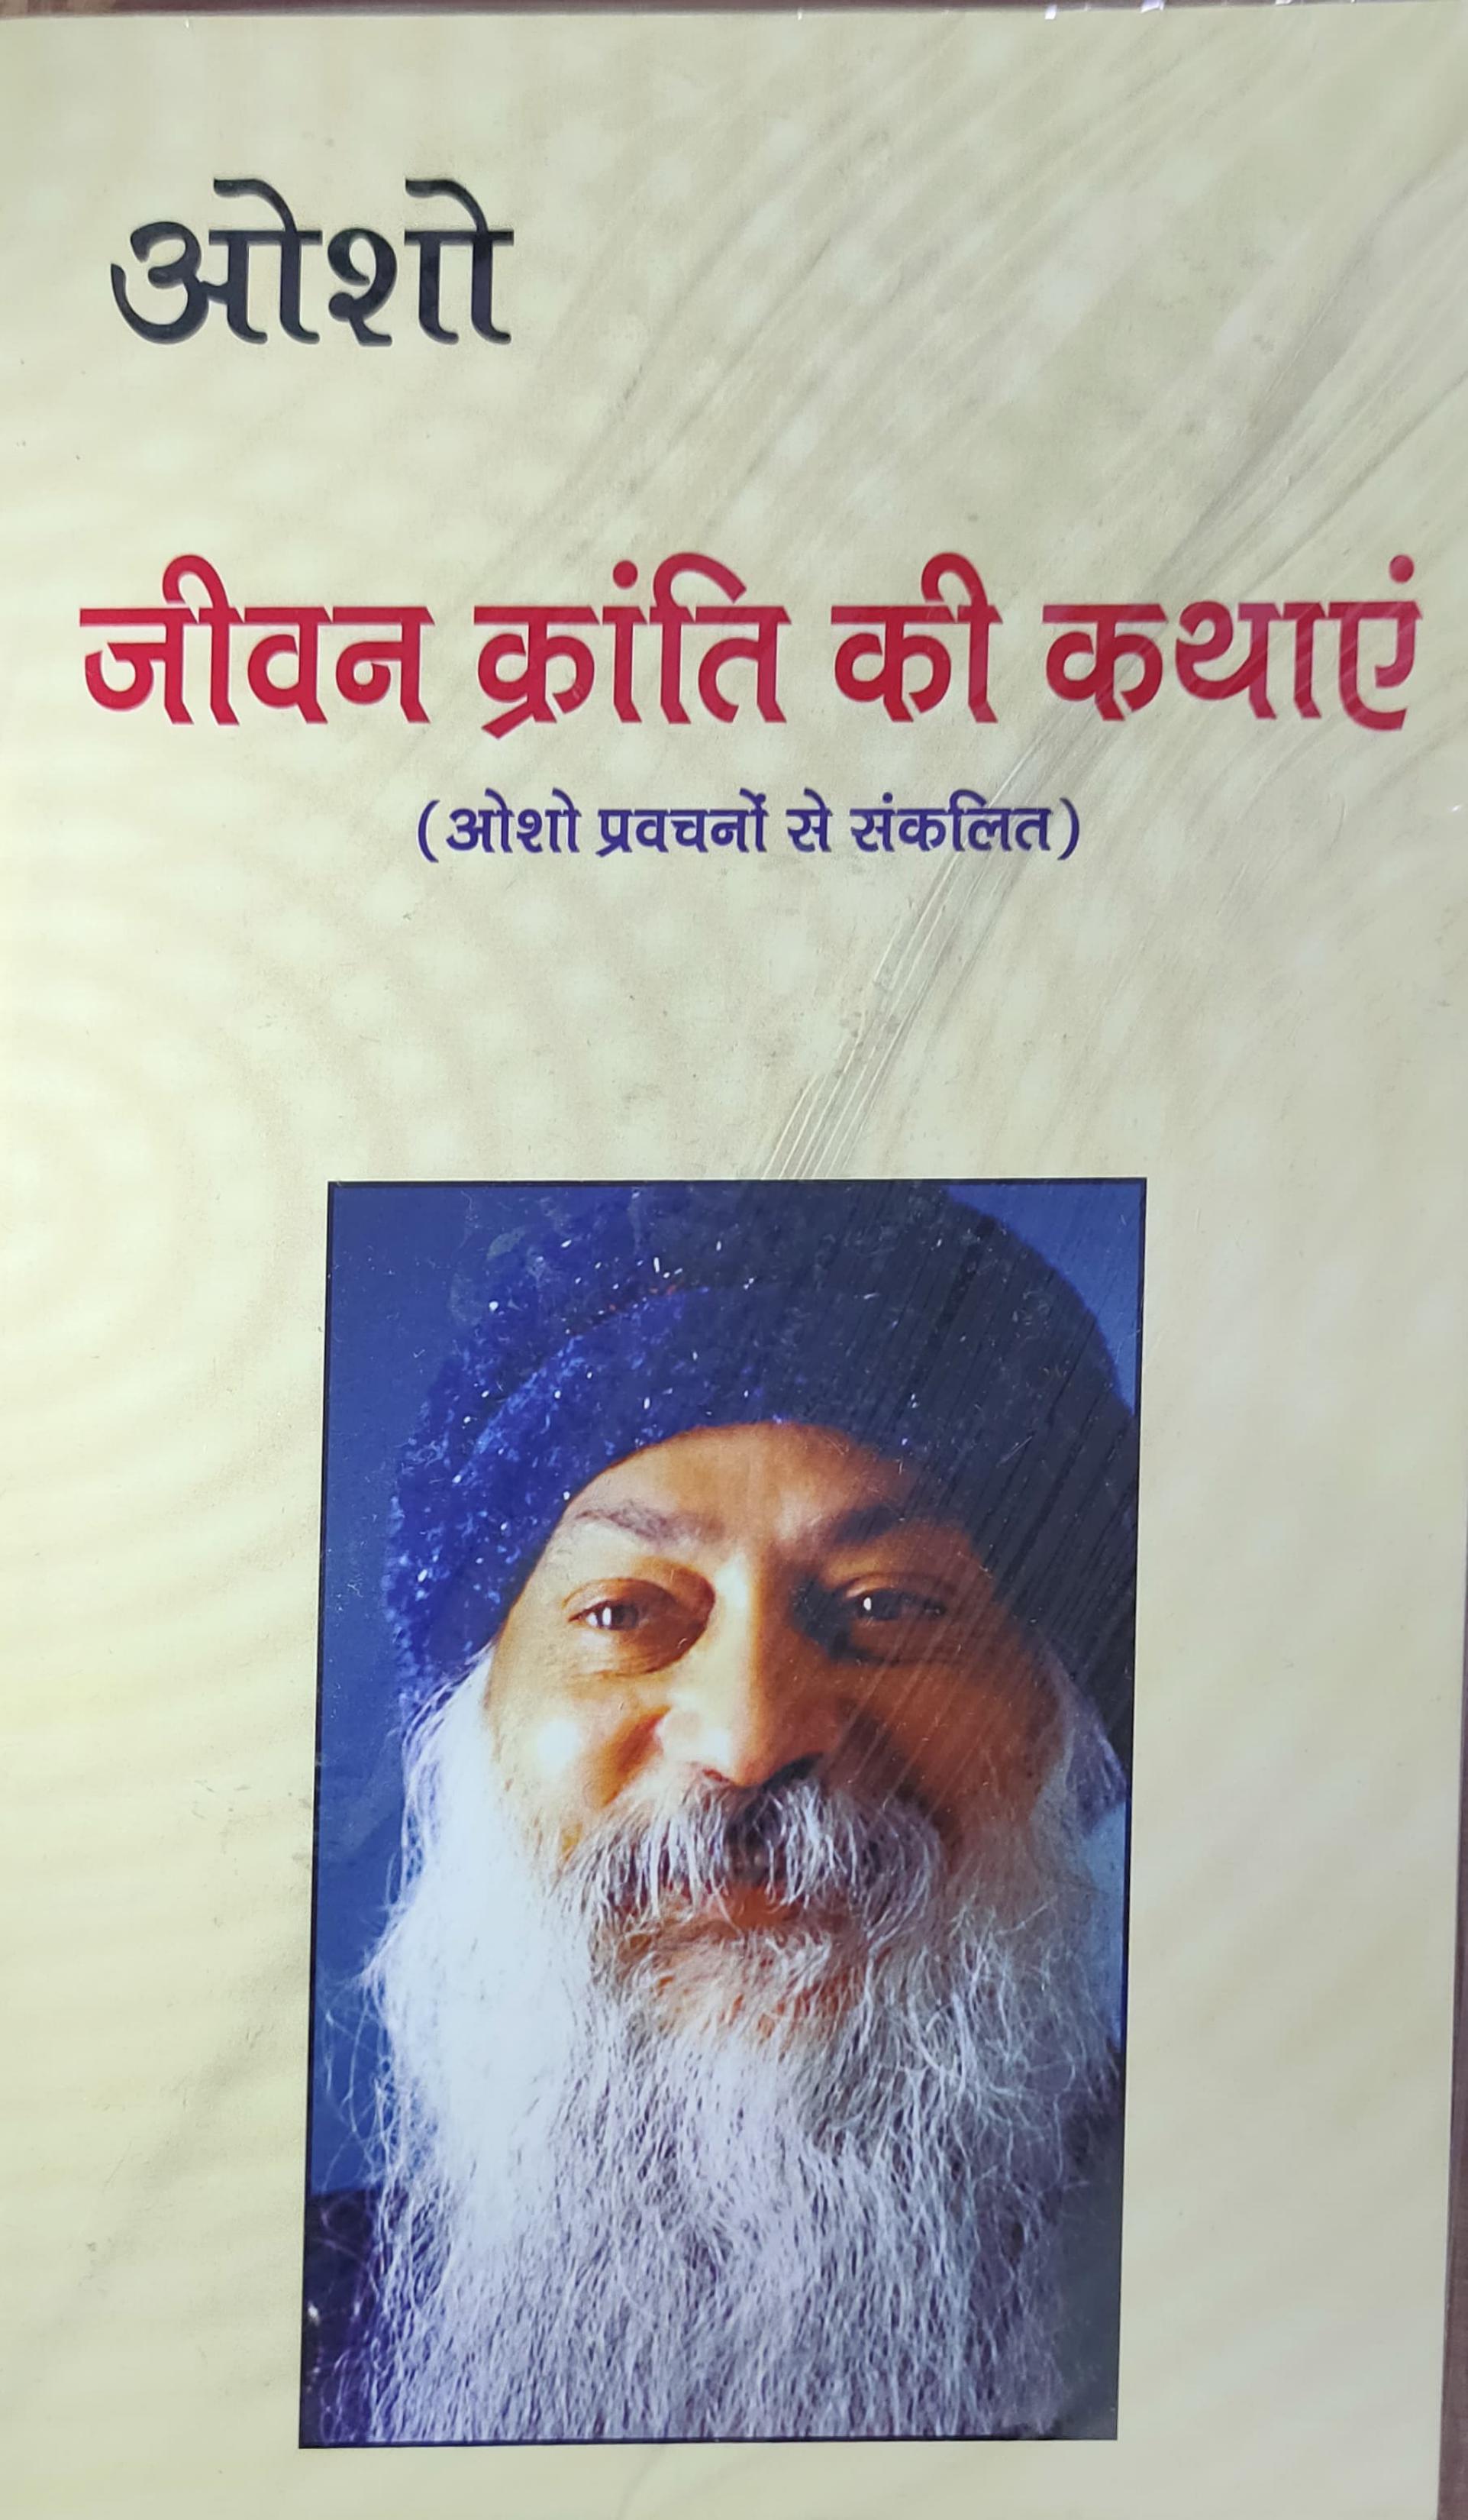 ओशो
जीवन क्रांति की कथाएं
(ओशो प्रवचनों से संकलित)